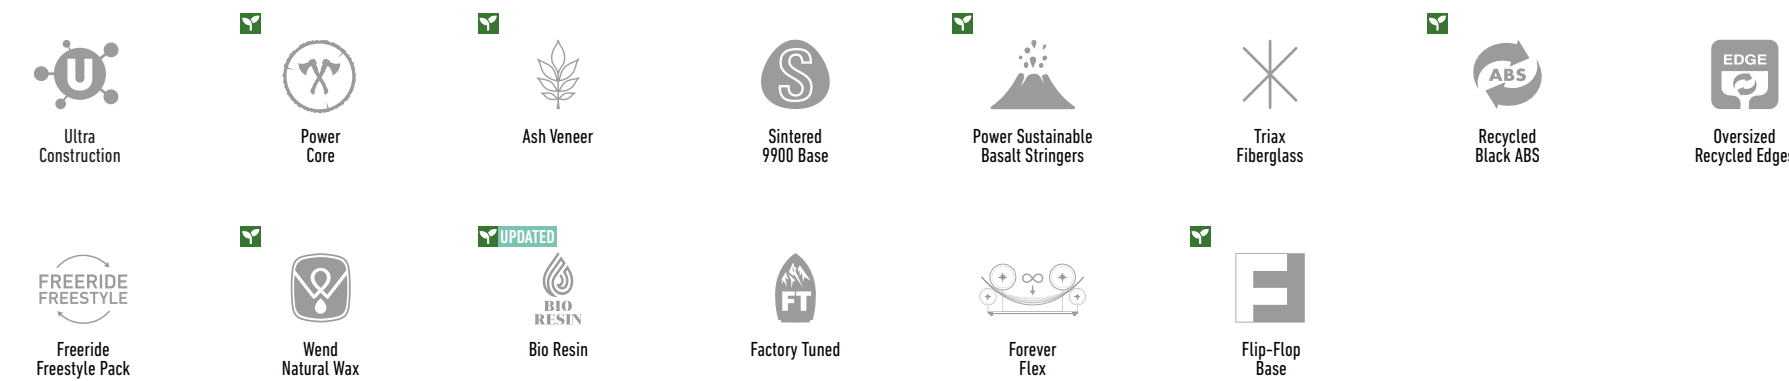 U
S
ABS
EDGE
Ultra
Construction
Power
Core
Ash Veneer
Sintered
9900 Base
Power Sustainable
Basalt Stringers
Triax
Fiberglass
Recycled
Black ABS
Oversized
Recycled Edges
UPDATED
FREERIDE
FREESTYLE
BIO
RESIN
FT
Freeride
Freestyle Pack
Wend
Natural Wax
Bio Resin
Factory Tuned
Forever
Flex
Flip-Flop
Base